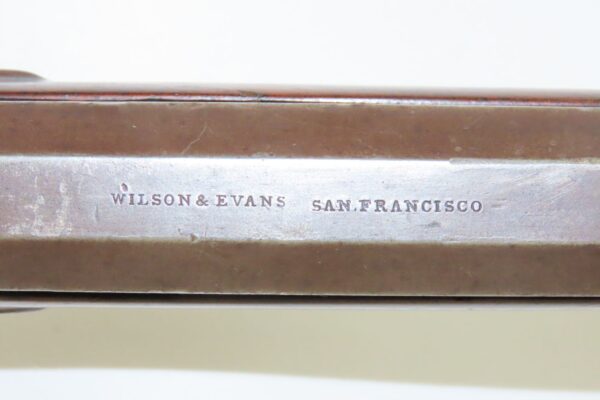 WILSON & EVANS SAN.FRANCISCO